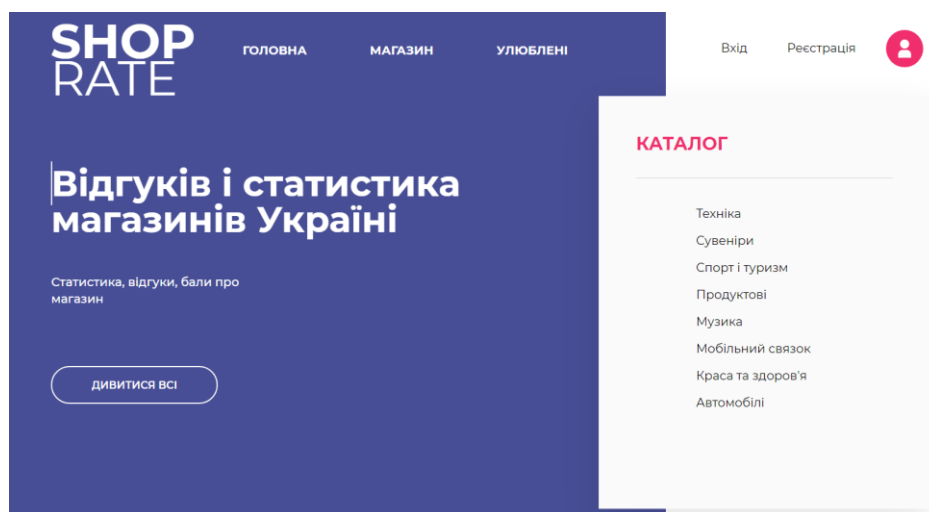 SHOP
RATE
ГОЛОВНА
МАГАЗИН
УЛЮБЛЕНІ
Вхід
Реєстрація
Відгуків і статистика
магазинів Україні
Статистика, відгуки, бали про
магазин
ДИВИТИСЯ ВСІ
КАТАЛОГ
Техніка
Сувеніри
Спорт і туризм
Продуктові
Музика
Мобільний связок
Краса та здоров'я
Автомобілі